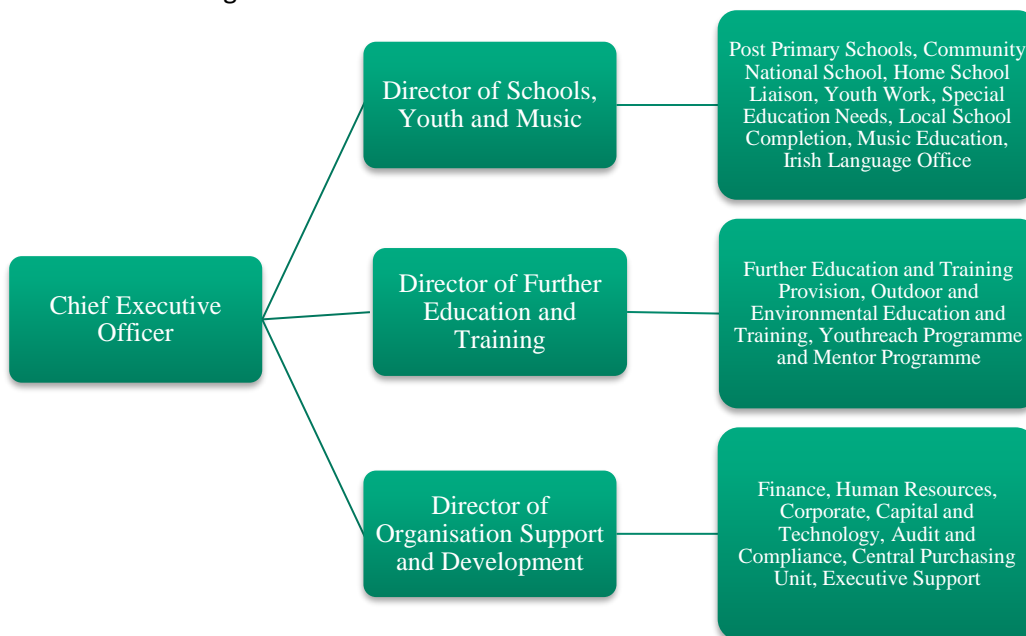 Director of Schools,
Youth and Music
Post Primary Schools, Community
National School, Home School
Liaison, Youth Work, Special
Education Needs, Local School
Completion, Music Education,
Irish Language Office
Chief Executive
Officer
Director of Further
Education and
Training
Further Education and Training
Provision, Outdoor and
Environmental Education and
Training, Youthreach Programme
and Mentor Programme
Director of
Organisation Support
and Development
Finance, Human Resources,
Corporate, Capital and
Technology, Audit and
Compliance, Central Purchasing
Unit, Executive Support